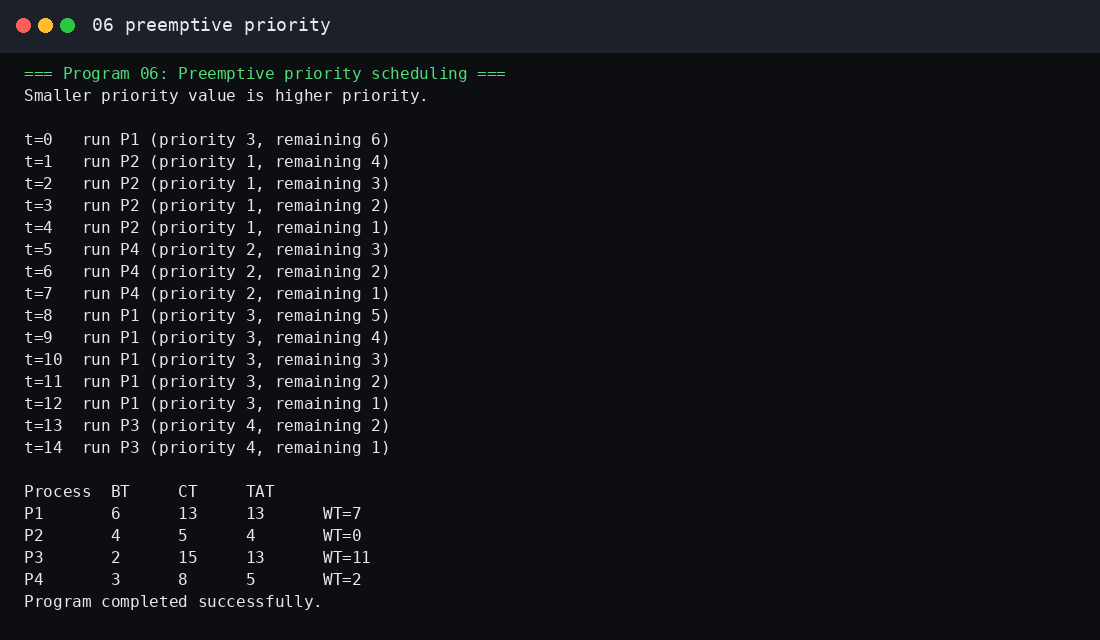 06 preemptive priority
=== Program 06: Preemptive priority scheduling ===
Smaller priority value is higher priority.
t=0   run P1 (priority 3, remaining 6)
t=1   run P2 (priority 1, remaining 4)
t=2   run P2 (priority 1, remaining 3)
t=3   run P2 (priority 1, remaining 2)
t=4   run P2 (priority 1, remaining 1)
t=5   run P4 (priority 2, remaining 3)
t=6   run P4 (priority 2, remaining 2)
t=7   run P4 (priority 2, remaining 1)
t=8   run P1 (priority 3, remaining 5)
t=9   run P1 (priority 3, remaining 4)
t=10  run P1 (priority 3, remaining 3)
t=11  run P1 (priority 3, remaining 2)
t=12  run P1 (priority 3, remaining 1)
t=13  run P3 (priority 4, remaining 2)
t=14  run P3 (priority 4, remaining 1)
Process  BT     CT     TAT
P1       6      13     13      WT=7
P2       4      5      4       WT=0
P3       2      15     13      WT=11
P4       3      8      5       WT=2
Program completed successfully.